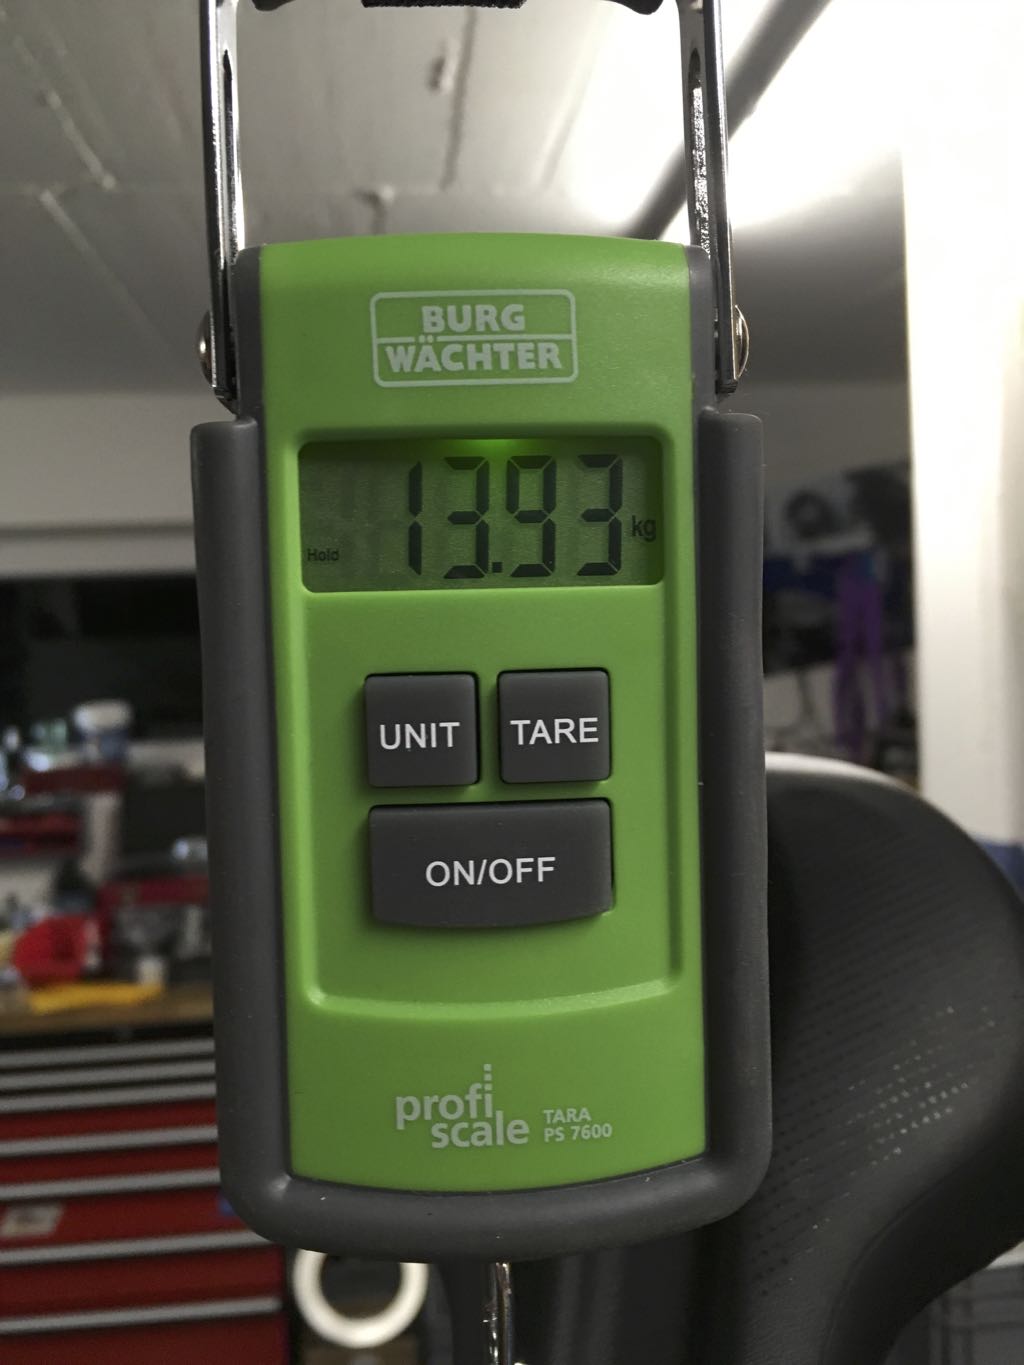 BURG
WÄCHTER
13.93 kg
Hold
UNIT TARE
ON/OFF
profi
scale
TARA
PS 7600